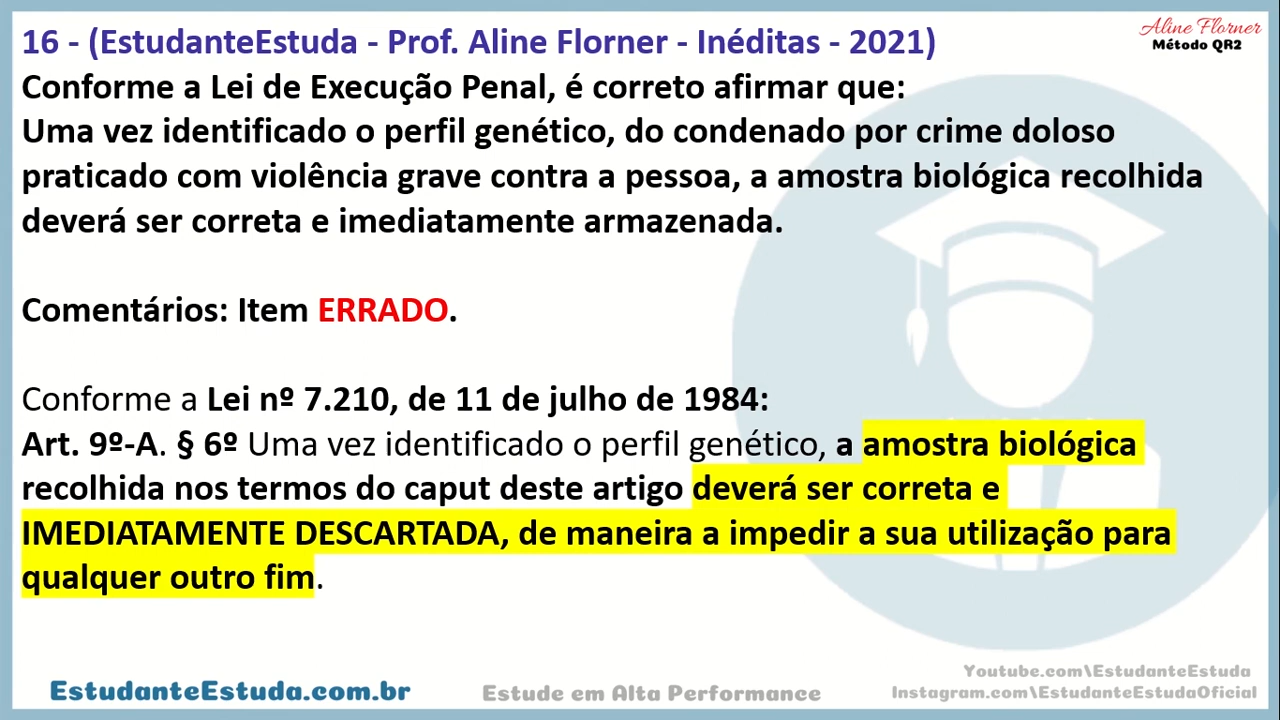 16 - (EstudanteEstuda - Prof. Aline Florner - Inéditas - 2021)
Aline Florner
Método QR2
Conforme a Lei de Execução Penal, é correto afirmar que:
Uma vez identificado o perfil genético, do condenado por crime doloso
praticado com violência grave contra a pessoa, a amostra biológica recolhida
deverá ser correta e imediatamente armazenada.
Comentários: Item ERRADO.
Conforme a Lei nº 7.210, de 11 de julho de 1984:
Art. 9º-A. § 6º Uma vez identificado o perfil genético, a amostra biológica
recolhida nos termos do caput deste artigo deverá ser correta e
IMEDIATAMENTE DESCARTADA, de maneira a impedir a sua utilização para
qualquer outro fim.
EstudanteEstuda.com.br
Estude em Alta Performance
Youtube.com\EstudanteEstuda
Instagram.com\EstudanteEstudaOficial